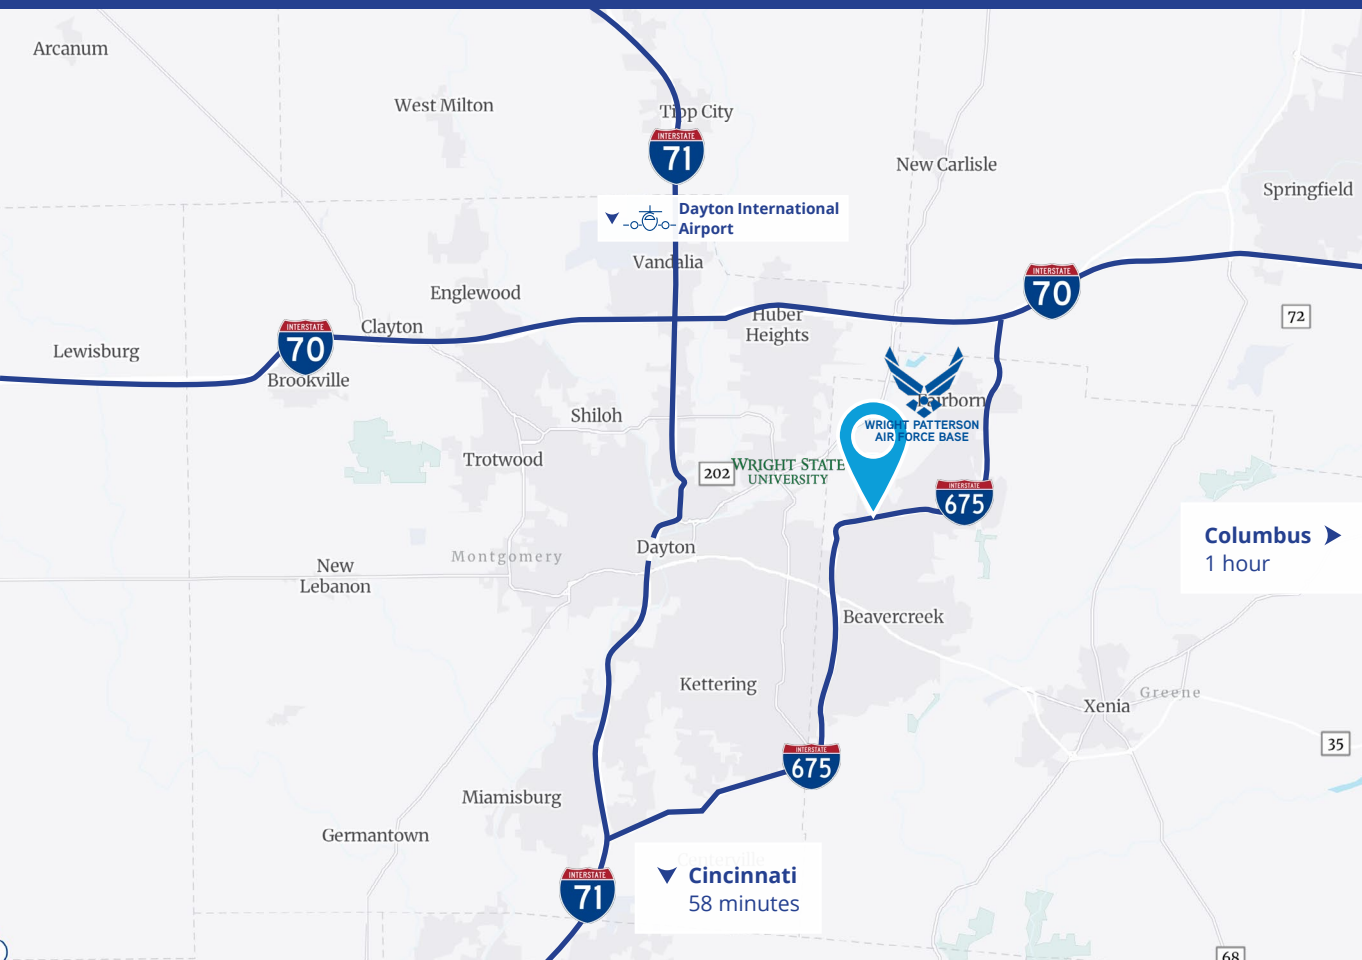 Arcanum
West Milton
Tipp City
INTERSTATE
71
New Carlisle
Springfield
Dayton International
Airport
Vandalia
INTERSTATE
70
Englewood
Huber
Heights
72
INTERSTATE
70
Clayton
Lewisburg
Brookville
Fairborn
WRIGHT PATTERSON
AIR FORCE BASE
Shiloh
Trotwood
202
WRIGHT STATE
UNIVERSITY
INTERSTATE
675
Columbus
1 hour
Dayton
Montgomery
New
Lebanon
Beavercreek
Kettering
Greene
Xenia
35
INTERSTATE
675
Miamisburg
Germantown
Centerville
Cincinnati
58 minutes
INTERSTATE
71
68